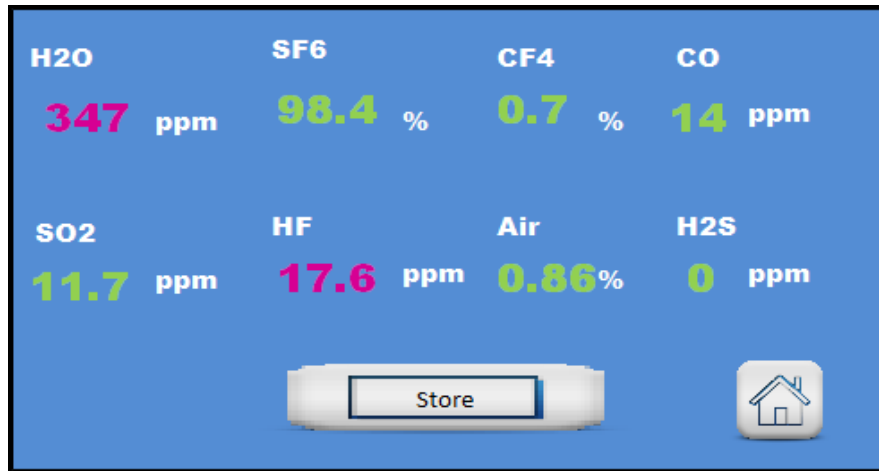 H2O SF6 CF4 CO
347 ppm 98.4 % 0.7 % 14 ppm
SO2 HF Air H2S
11.7 ppm 17.6 ppm 0.86% 0 ppm
Store